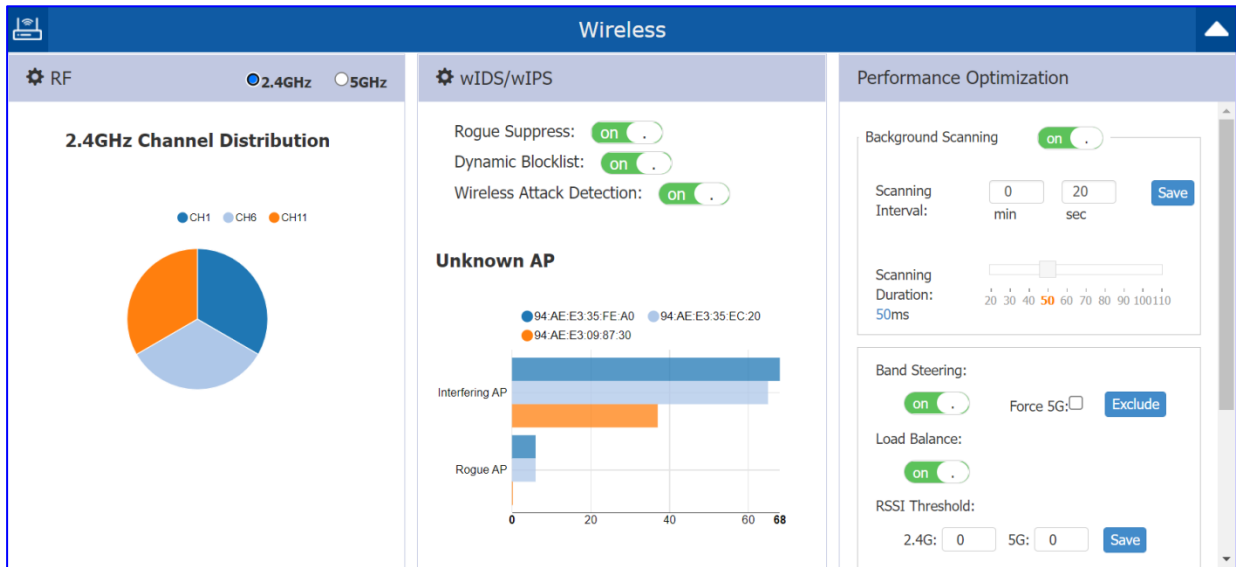 Wireless
RF
2.4GHz 5GHz
2.4GHz Channel Distribution
CH1 CH6 CH11
wIDS/wIPS
Rogue Suppress: on .
Dynamic Blocklist: on .
Wireless Attack Detection: on .
Unknown AP
94:AE:E3:35:FE:A0 94:AE:E3:35:EC:20
94:AE:E3:09:87:30
Interfering AP
Rogue AP
0 20 40 60 68
Performance Optimization
Background Scanning on .
Scanning Interval: 0 20 Save
min sec
Scanning
Duration:
20 30 40 50 60 70 80 90 100110
50ms
Band Steering:
on . Force 5G: Exclude
Load Balance:
on .
RSSI Threshold:
2.4G: 0 5G: 0 Save